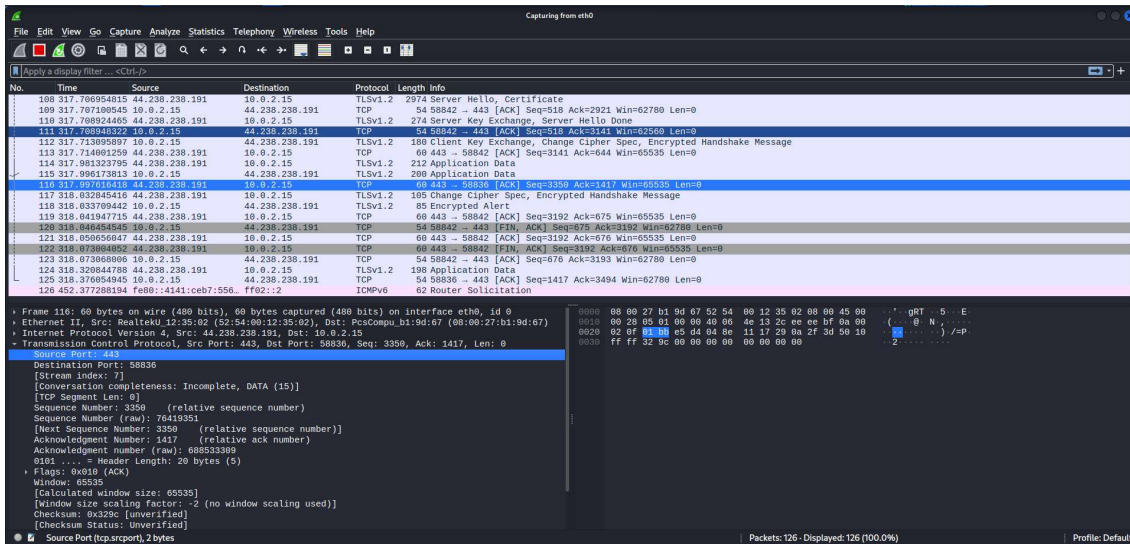 Capturing from eth0
File Edit View Go Capture Analyze Statistics Telephony Wireless Tools Help
Apply a display filter ... <Ctrl-/>
No. Time Source Destination Protocol Length Info
108 317.706954815 44.238.238.191 10.0.2.15 TLSv1.2 2974 Server Hello, Certificate
109 317.707100545 10.0.2.15 44.238.238.191 TCP 54 58842 → 443 [ACK] Seq=518 Ack=2921 Win=62780 Len=0
110 317.708924465 44.238.238.191 10.0.2.15 TLSv1.2 274 Server Key Exchange, Server Hello Done
111 317.708948322 10.0.2.15 44.238.238.191 TCP 54 58842 → 443 [ACK] Seq=518 Ack=3141 Win=62560 Len=0
112 317.713095897 10.0.2.15 44.238.238.191 TLSv1.2 180 Client Key Exchange, Change Cipher Spec, Encrypted Handshake Message
113 317.714001259 44.238.238.191 10.0.2.15 TCP 60 443 → 58842 [ACK] Seq=3141 Ack=644 Win=65535 Len=0
114 317.981323795 44.238.238.191 10.0.2.15 TLSv1.2 212 Application Data
115 317.996173813 10.0.2.15 44.238.238.191 TLSv1.2 200 Application Data
116 317.997616418 44.238.238.191 10.0.2.15 TCP 60 443 → 58836 [ACK] Seq=3350 Ack=1417 Win=65535 Len=0
117 318.032845416 44.238.238.191 10.0.2.15 TLSv1.2 105 Change Cipher Spec, Encrypted Handshake Message
118 318.033709442 10.0.2.15 44.238.238.191 TLSv1.2 85 Encrypted Alert
119 318.041947715 44.238.238.191 10.0.2.15 TCP 60 443 → 58842 [ACK] Seq=3192 Ack=675 Win=65535 Len=0
120 318.046454545 10.0.2.15 44.238.238.191 TCP 54 58842 → 443 [FIN, ACK] Seq=675 Ack=3192 Win=62780 Len=0
121 318.050656047 44.238.238.191 10.0.2.15 TCP 60 443 → 58842 [ACK] Seq=3192 Ack=676 Win=65535 Len=0
122 318.073004052 44.238.238.191 10.0.2.15 TCP 60 443 → 58842 [FIN, ACK] Seq=3192 Ack=676 Win=65535 Len=0
123 318.073068006 10.0.2.15 44.238.238.191 TCP 54 58842 → 443 [ACK] Seq=676 Ack=3193 Win=62780 Len=0
124 318.320844788 44.238.238.191 10.0.2.15 TLSv1.2 198 Application Data
125 318.376054945 10.0.2.15 44.238.238.191 TCP 54 58836 → 443 [ACK] Seq=1417 Ack=3494 Win=62780 Len=0
126 452.377288194 fe80::4141:ceb7:556… ff02::2 ICMPv6 62 Router Solicitation
Frame 116: 60 bytes on wire (480 bits), 60 bytes captured (480 bits) on interface eth0, id 0
Ethernet II, Src: RealtekU_12:35:02 (52:54:00:12:35:02), Dst: PcsCompu_b1:9d:67 (08:00:27:b1:9d:67)
Internet Protocol Version 4, Src: 44.238.238.191, Dst: 10.0.2.15
Transmission Control Protocol, Src Port: 443, Dst Port: 58836, Seq: 3350, Ack: 1417, Len: 0
Source Port: 443
Destination Port: 58836
[Stream index: 7]
[Conversation completeness: Incomplete, DATA (15)]
[TCP Segment Len: 0]
Sequence Number: 3350 (relative sequence number)
Sequence Number (raw): 76419351
[Next Sequence Number: 3350 (relative sequence number)]
Acknowledgment Number: 1417 (relative ack number)
Acknowledgment number (raw): 688533309
0101 .... = Header Length: 20 bytes (5)
Flags: 0x010 (ACK)
Window: 65535
[Calculated window size: 65535]
[Window size scaling factor: -2 (no window scaling used)]
Checksum: 0x329c [unverified]
[Checksum Status: Unverified]
0000 08 00 27 b1 9d 67 52 54 00 12 35 02 08 00 45 00 ··'··gRT ··5···E·
0010 00 28 05 01 00 00 40 06 4e 13 2c ee ee bf 0a 00 ·(····@· N·,·····
0020 02 0f 01 bb e5 d4 04 8e 11 17 29 0a 2f 3d 50 10 ········ ··)·/=P·
0030 ff ff 32 9c 00 00 00 00 00 00 00 00 ··2····· ····
Source Port (tcp.srcport), 2 bytes
Packets: 126 · Displayed: 126 (100.0%)
Profile: Default